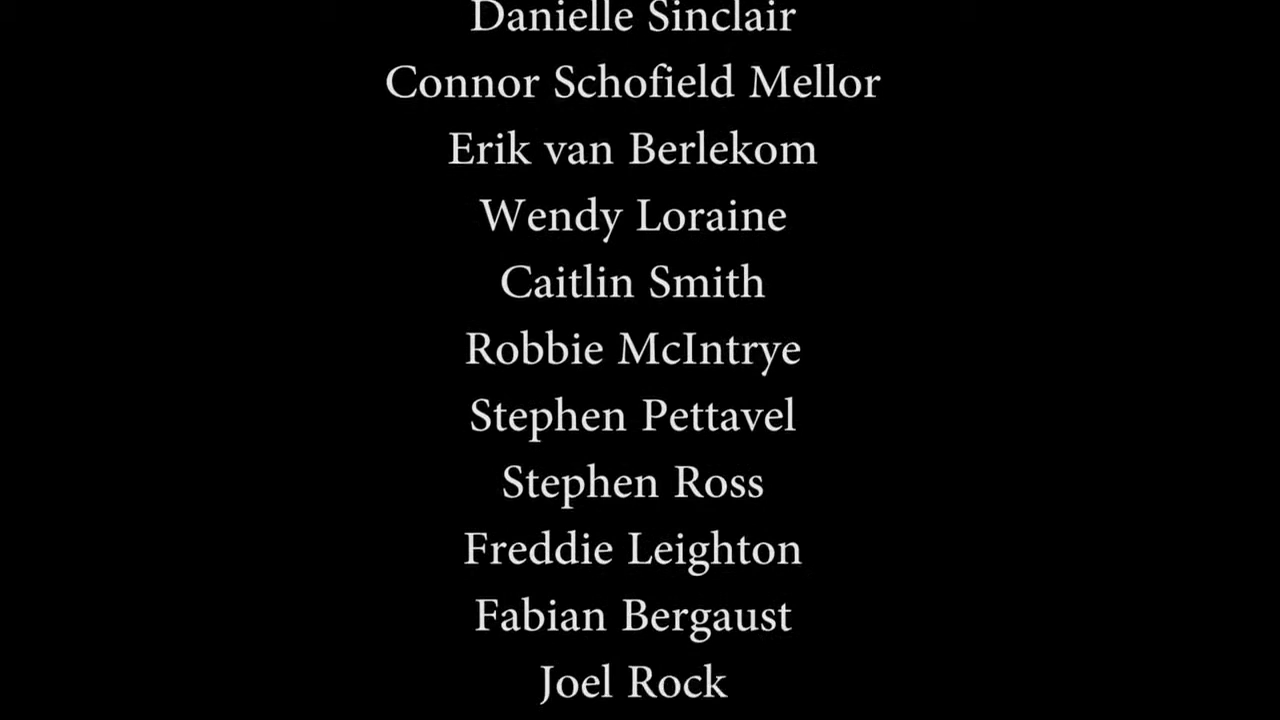 Danielle Sinclair
Connor Schofield Mellor
Erik van Berlekom
Wendy Loraine
Caitlin Smith
Robbie McIntrye
Stephen Pettavel
Stephen Ross
Freddie Leighton
Fabian Bergaust
Joel Rock